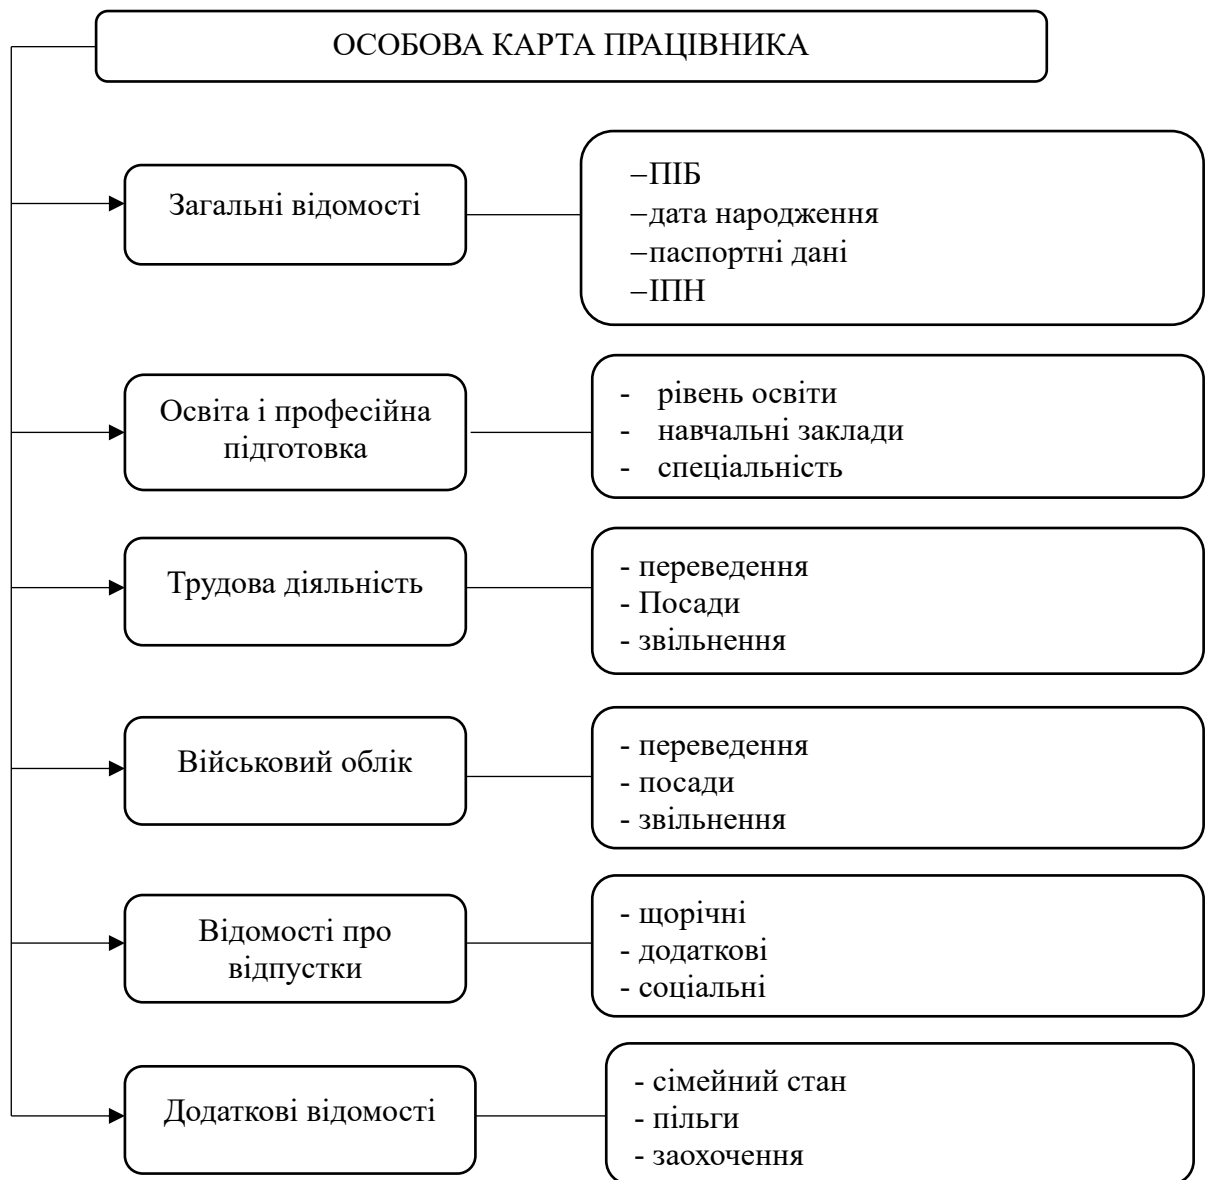 ОСОБОВА КАРТА ПРАЦІВНИКА
Загальні відомості
–ПІБ
–дата народження
–паспортні дані
–ІПН
Освіта і професійна
підготовка
- рівень освіти
- навчальні заклади
- спеціальність
Трудова діяльність
- переведення
- Посади
- звільнення
Військовий облік
- переведення
- посади
- звільнення
Відомості про
відпустки
- щорічні
- додаткові
- соціальні
Додаткові відомості
- сімейний стан
- пільги
- заохочення